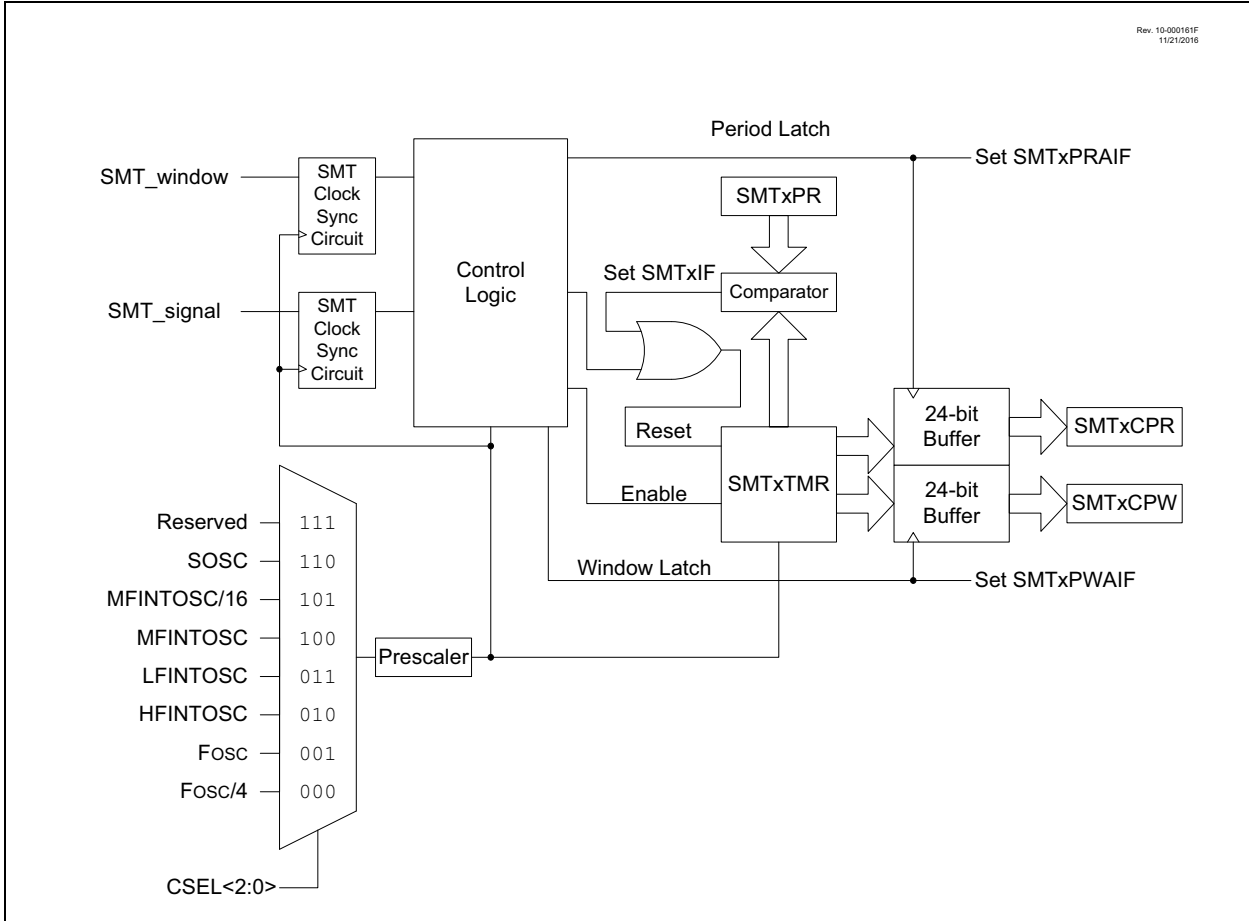 Rev. 10-000161F
11/21/2016
Period Latch
Set SMTxPRAIF
SMT_window
SMT
Clock
Sync
Circuit
SMTxPR
Control
Logic
Set SMTxIF
Comparator
SMT_signal
SMT
Clock
Sync
Circuit
Reset
24-bit
Buffer
SMTxCPR
Enable
SMTxTMR
24-bit
Buffer
SMTxCPW
Window Latch
Set SMTxPWAIF
Reserved 111
SOSC 110
MFINTOSC/16 101
MFINTOSC 100
LFINTOSC 011
HFINTOSC 010
Fosc 001
Fosc/4 000
Prescaler
CSEL<2:0>